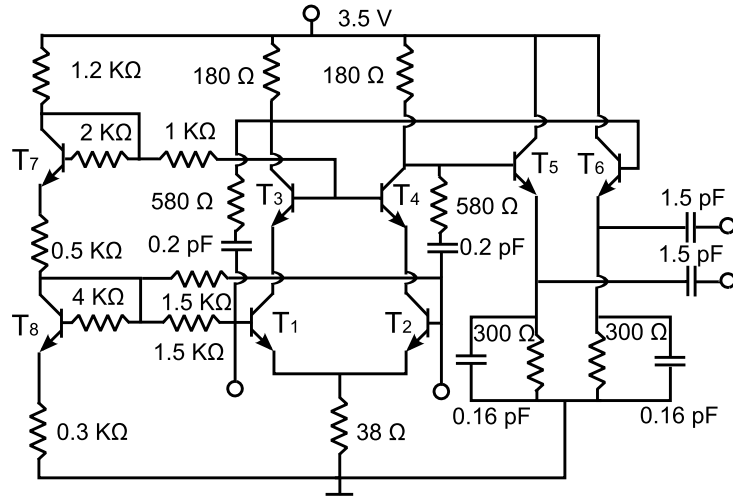 3.5 V
1.2 KΩ
180 Ω
180 Ω
2 KΩ
1 KΩ
T7
T5
T6
T3
T4
580 Ω
580 Ω
1.5 pF
0.5 KΩ
0.2 pF
0.2 pF
1.5 pF
4 KΩ
1.5 KΩ
T8
T1
T2
300 Ω
300 Ω
1.5 KΩ
0.16 pF
0.16 pF
0.3 KΩ
38 Ω